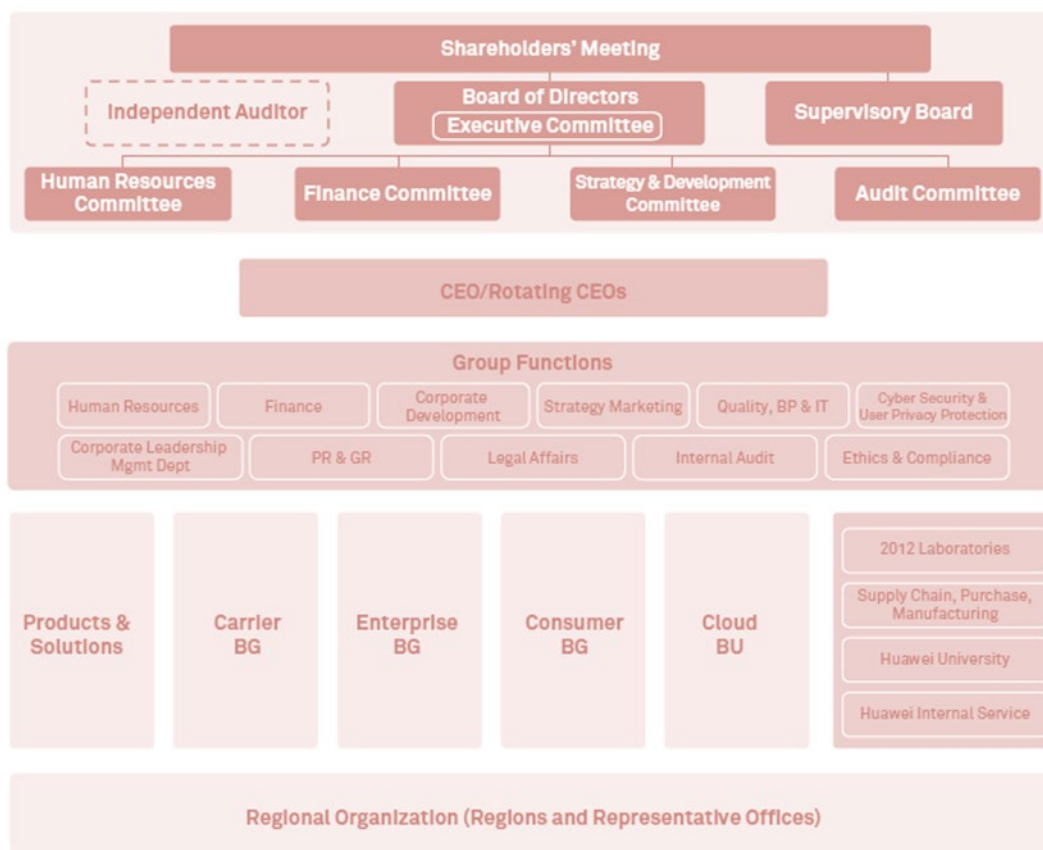 Shareholders' Meeting
Independent Auditor
Board of Directors
Executive Committee
Supervisory Board
Human Resources
Committee
Finance Committee
Strategy & Development
Committee
Audit Committee
CEO/Rotating CEOs
Group Functions
Human Resources
Finance
Corporate
Development
Strategy Marketing
Quality, BP & IT
Cyber Security &
User Privacy Protection
Corporate Leadership
Mgmt Dept
PR & GR
Legal Affairs
Internal Audit
Ethics & Compliance
Products &
Solutions
Carrier
BG
Enterprise
BG
Consumer
BG
Cloud
BU
2012 Laboratories
Supply Chain, Purchase,
Manufacturing
Huawei University
Huawei Internal Service
Regional Organization (Regions and Representative Offices)